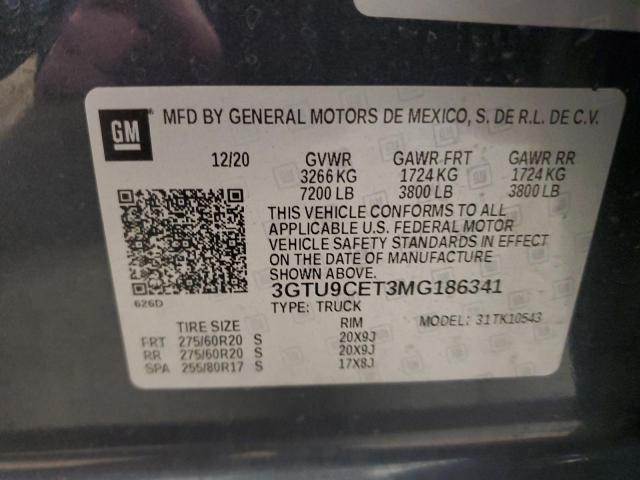 GM
MFD BY GENERAL MOTORS DE MEXICO, S. DE R.L. DE C.V.
12/20 GVWR GAWR FRT GAWR RR
3266 KG 1724 KG 1724 KG
7200 LB 3800 LB 3800 LB
THIS VEHICLE CONFORMS TO ALL
APPLICABLE U.S. FEDERAL MOTOR
VEHICLE SAFETY STANDARDS IN EFFECT
ON THE DATE OF MANUFACTURE
SHOWN ABOVE.
626D
3GTU9CET3MG186341
TYPE: TRUCK MODEL: 31TK10543
TIRE SIZE RIM
FRT 275/60R20 S 20X9J
RR 275/60R20 S 20X9J
SPA 255/80R17 S 17X8J